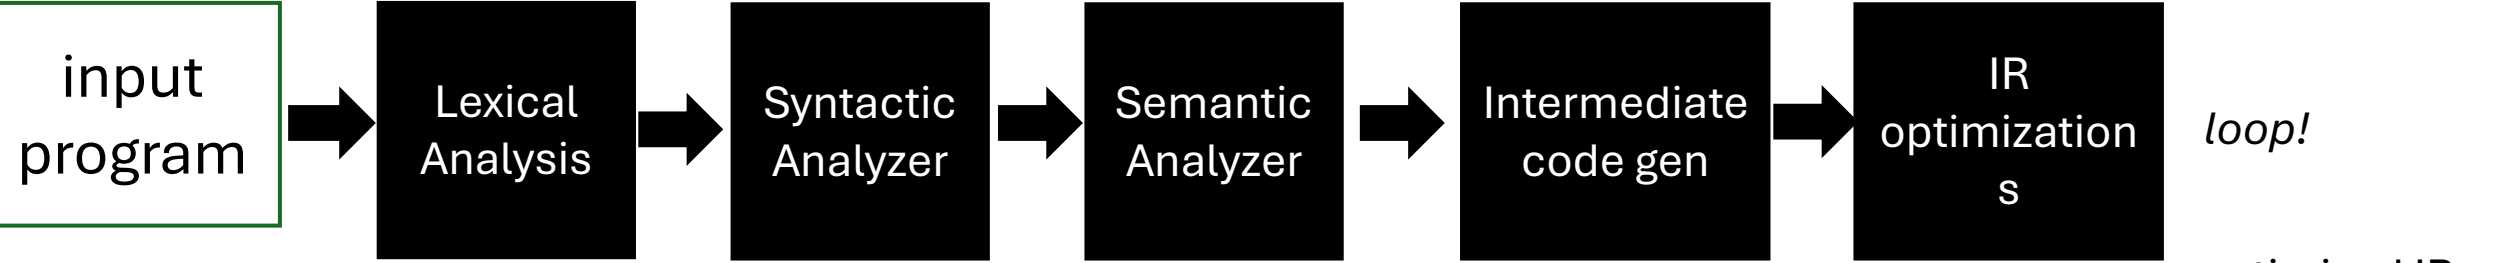 input
program
Lexical
Analysis
Syntactic
Analyzer
Semantic
Analyzer
Intermediate
code gen
IR
optimization
s
loop!